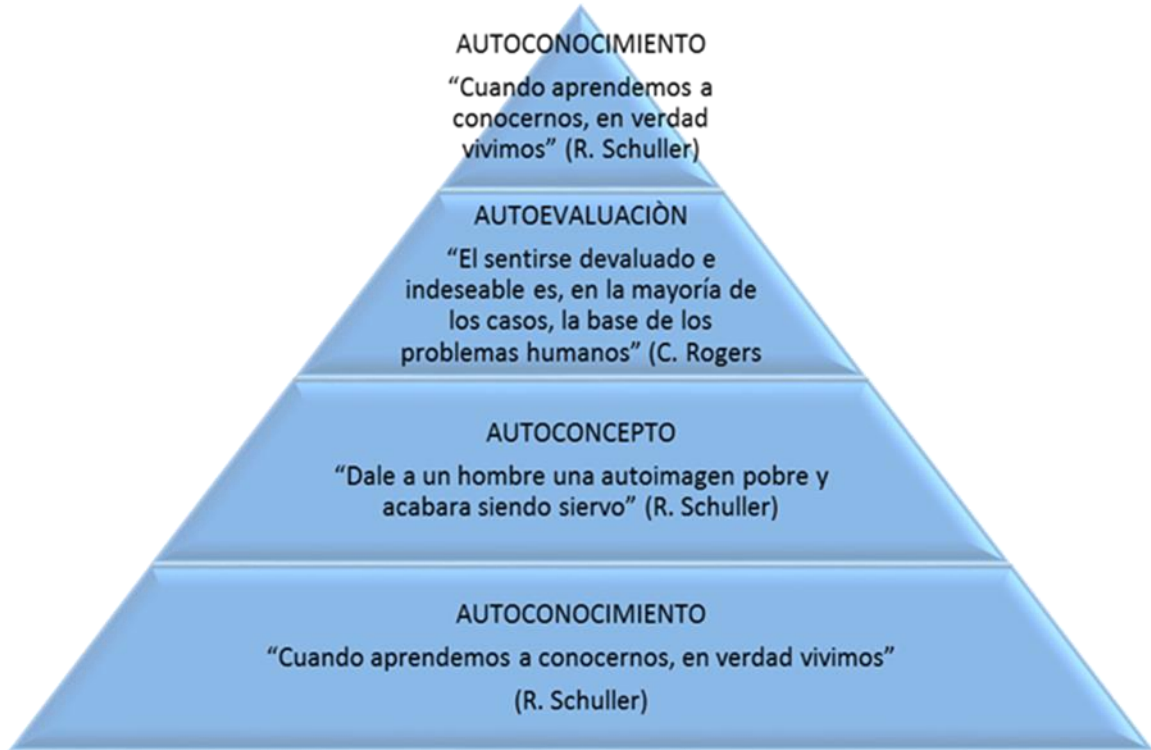 AUTOCONOCIMIENTO
“Cuando aprendemos a
conocernos, en verdad
vivimos” (R. Schuller)
AUTOEVALUACIÒN
“El sentirse devaluado e
indeseable es, en la mayoría de
los casos, la base de los
problemas humanos” (C. Rogers
AUTOCONCEPTO
“Dale a un hombre una autoimagen pobre y
acabara siendo siervo” (R. Schuller)
AUTOCONOCIMIENTO
“Cuando aprendemos a conocernos, en verdad vivimos”
(R. Schuller)